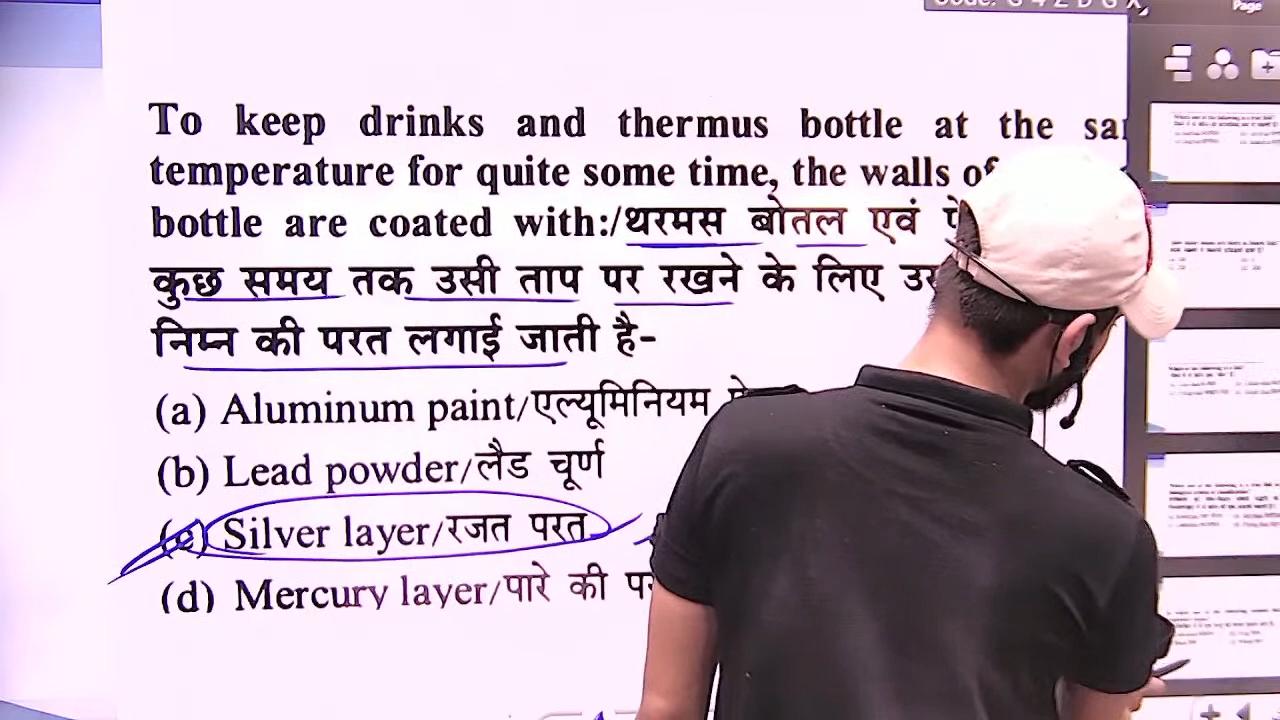 Page
To keep drinks and thermus bottle at the
temperature for quite some time, the walls of
bottle are coated with:/थरमस बोतल एवं
कुछ समय तक उसी ताप पर रखने के लिए
निम्न की परत लगाई जाती है-
(a) Aluminum paint/एल्यूमिनियम
(b) Lead powder/लैड चूर्ण
(c) Silver layer/रजत परत
(d) Mercury layer/पारे की